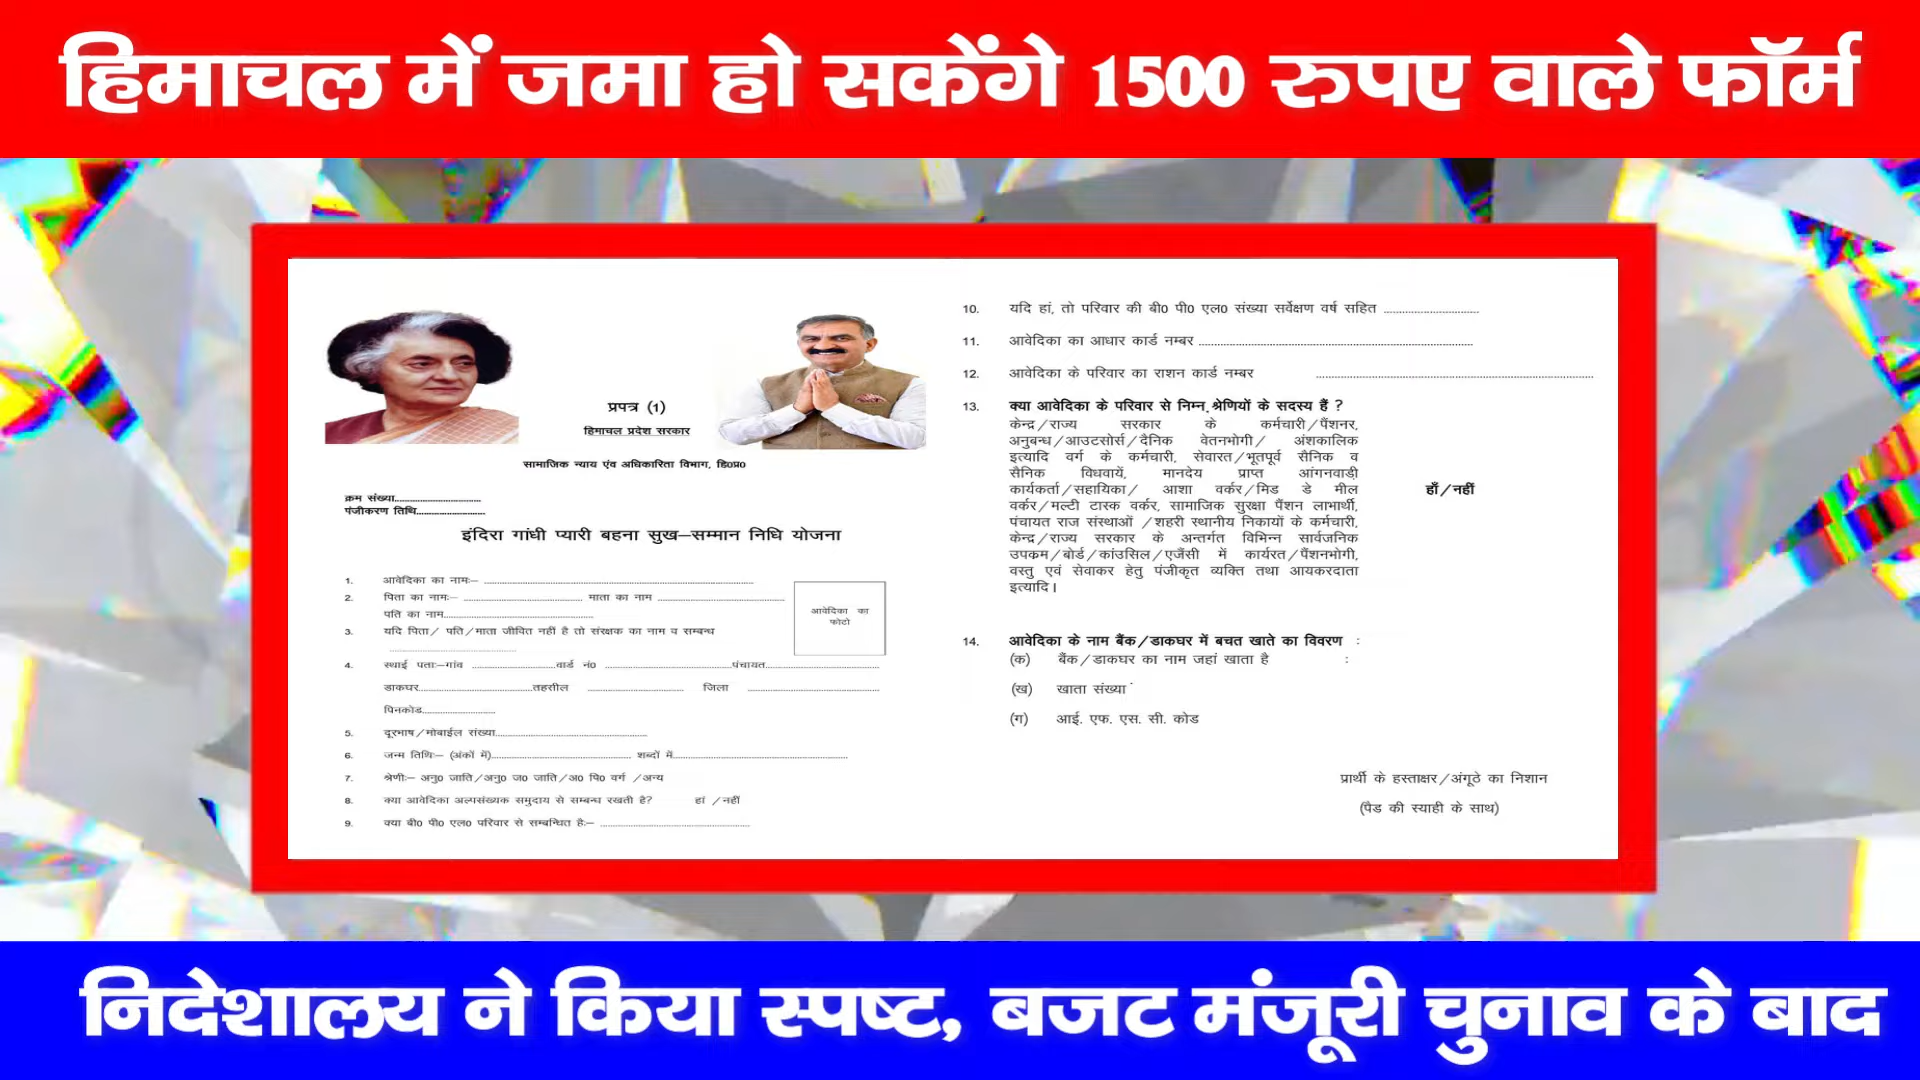 हिमाचल में जमा हो सकेंगे 1500 रुपए वाले फॉर्म
प्रपत्र (1)
हिमाचल प्रदेश सरकार
सामाजिक न्याय एंव अधिकारिता विभाग, हि0प्र0
क्रम संख्या..............................
पंजीकरण तिथि........................
इंदिरा गांधी प्यारी बहना सुख–सम्मान निधि योजना
आवेदिका का फोटो
1. आवेदिका का नामः– ..............................
2. पिता का नामः– .............................. माता का नाम ..............................
पति का नाम..............................
3. यदि पिता/ पति/माता जीवित नहीं है तो संरक्षक का नाम व सम्बन्ध
..............................
4. स्थाई पताः–गांव ..............................वार्ड नं0 ..............................पंचायत..............................
डाकघर..............................तहसील .............................. जिला ..............................
पिनकोड..............................
5. दूरभाष/मोबाईल संख्या..............................
6. जन्म तिथिः– (अंकों में).............................. शब्दों में..............................
7. श्रेणीः– अनु0 जाति/अनु0 ज0 जाति/अ0 पि0 वर्ग /अन्य
8. क्या आवेदिका अल्पसंख्यक समुदाय से सम्बन्ध रखती है? हां /नहीं
9. क्या बी0 पी0 एल0 परिवार से सम्बन्धित हैः– ..............................
10. यदि हां, तो परिवार की बी0 पी0 एल0 संख्या सर्वेक्षण वर्ष सहित ..............................
11. आवेदिका का आधार कार्ड नम्बर ..............................
12. आवेदिका के परिवार का राशन कार्ड नम्बर ..............................
13. क्या आवेदिका के परिवार से निम्न श्रेणियों के सदस्य हैं ?
केन्द्र/राज्य सरकार के कर्मचारी/पैंशनर,
अनुबन्ध/आउटसोर्स/दैनिक वेतनभोगी/ अंशकालिक
इत्यादि वर्ग के कर्मचारी, सेवारत/भूतपूर्व सैनिक व
सैनिक विधवायें, मानदेय प्राप्त आंगनवाड़ी
कार्यकर्ता/सहायिका/ आशा वर्कर/मिड डे मील हाँ/नहीं
वर्कर/मल्टी टास्क वर्कर, सामाजिक सुरक्षा पैंशन लाभार्थी,
पंचायत राज संस्थाओं /शहरी स्थानीय निकायों के कर्मचारी,
केन्द्र/राज्य सरकार के अन्तर्गत विभिन्न सार्वजनिक
उपक्रम/बोर्ड/कांउसिल/एजैंसी में कार्यरत/पैंशनभोगी,
वस्तु एवं सेवाकर हेतु पंजीकृत व्यक्ति तथा आयकरदाता
इत्यादि।
14. आवेदिका के नाम बैंक/डाकघर में बचत खाते का विवरण :
(क) बैंक/डाकघर का नाम जहां खाता है :
(ख) खाता संख्या
(ग) आई. एफ. एस. सी. कोड
प्रार्थी के हस्ताक्षर/अंगूठे का निशान
(पैड की स्याही के साथ)
निदेशालय ने किया स्पष्ट, बजट मंजूरी चुनाव के बाद